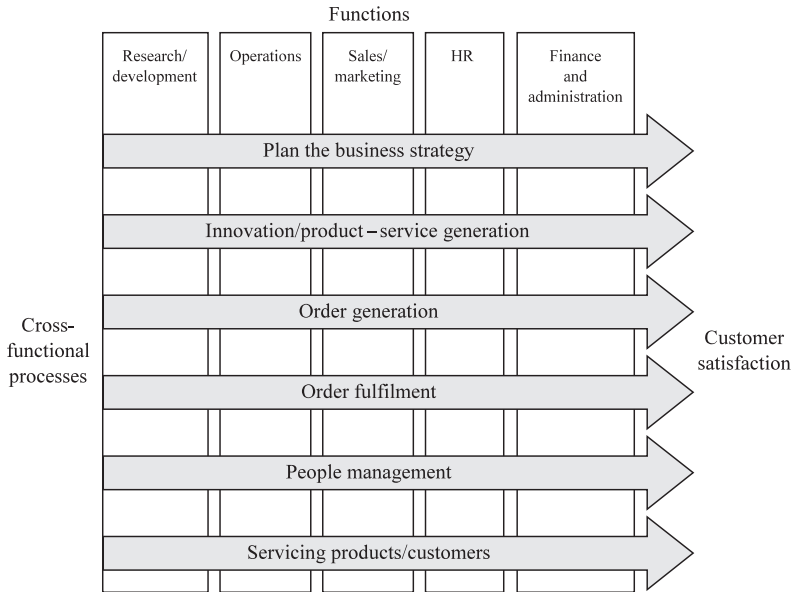 Functions
Research/
development
Operations
Sales/
marketing
HR
Finance
and
administration
Plan the business strategy
Innovation/product–service generation
Order generation
Cross-
functional
processes
Customer
satisfaction
Order fulfilment
People management
Servicing products/customers